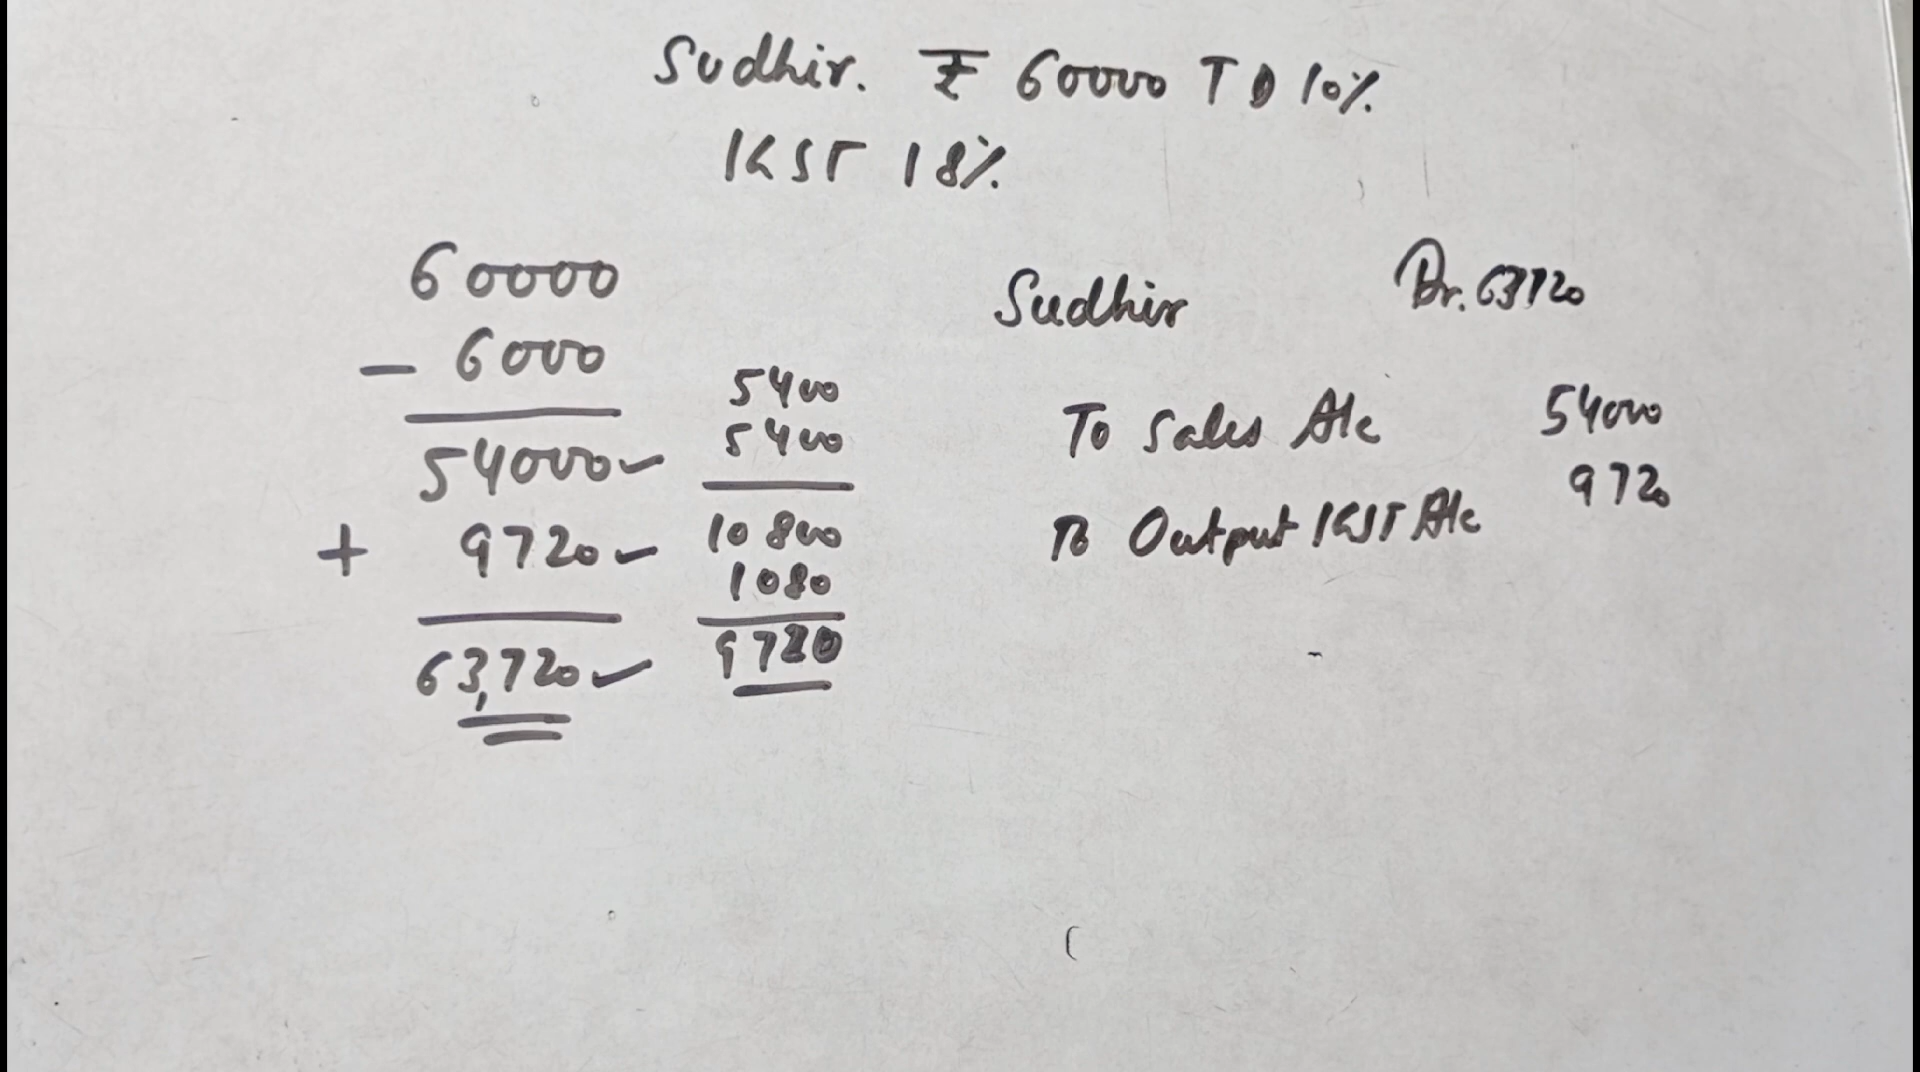 Sudhir. ₹ 60000 TD 10%
IGST 18%
60000
- 6000
54000
+ 9720
63,720
5400
5400
10800
1080
9720
Sudhir Dr. 63720
To Sales A/c 54000
To Output IGST A/c 9720